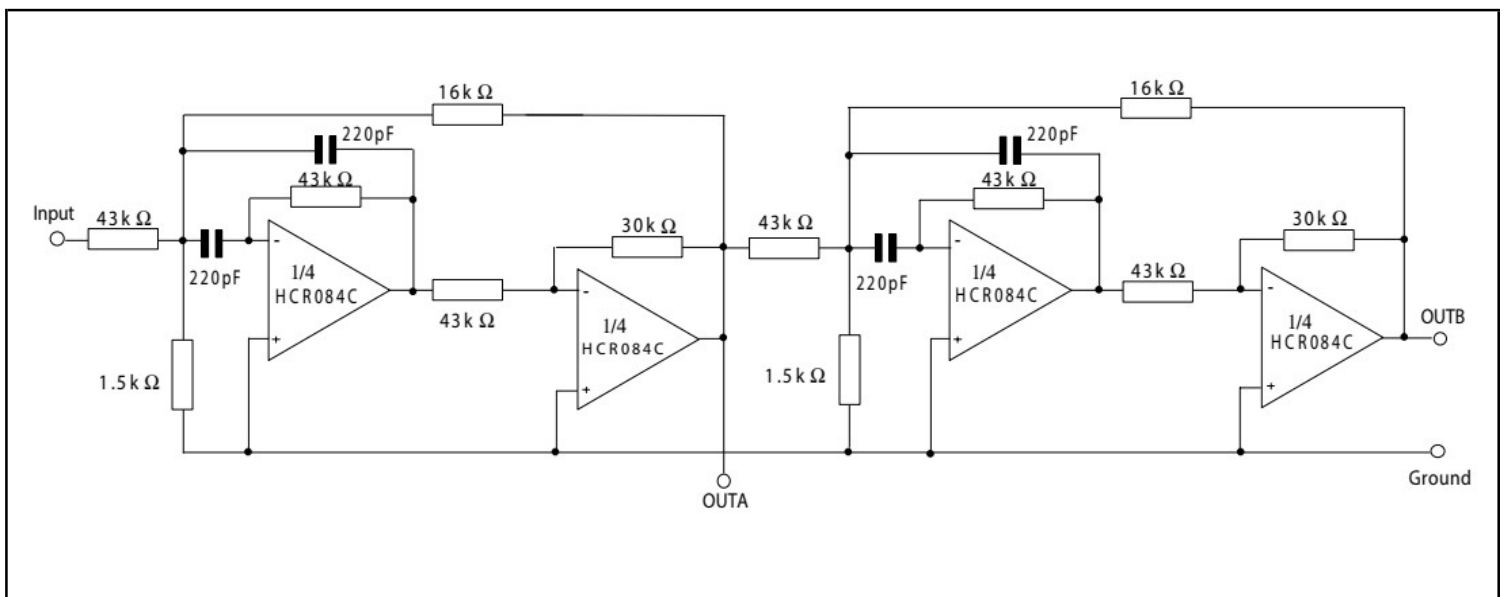 16k Ω
220pF
43k Ω
Input
43k Ω
220pF
1/4
HCR084C
43k Ω
1.5k Ω
30k Ω
1/4
HCR084C
OUTA
43k Ω
16k Ω
220pF
43k Ω
220pF
1/4
HCR084C
43k Ω
1.5k Ω
30k Ω
1/4
HCR084C
OUTB
Ground